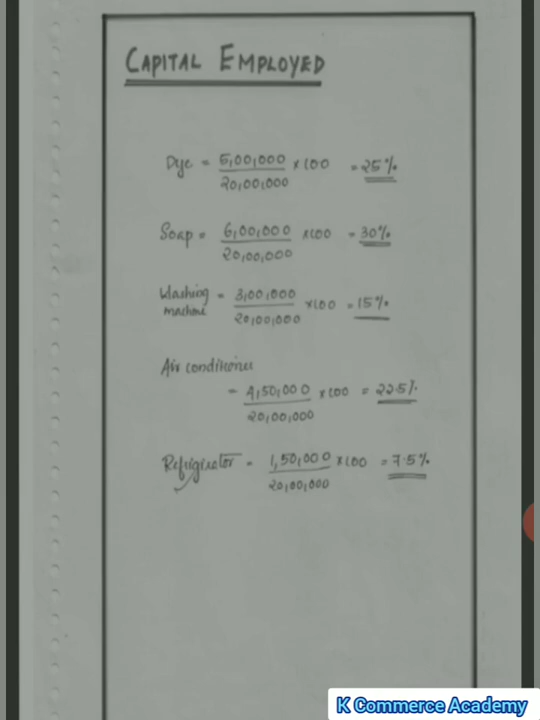 CAPITAL EMPLOYED
Dye = 5,00,000 / 20,00,000 × 100 = 25%
Soap = 6,00,000 / 20,00,000 × 100 = 30%
Washing machine = 3,00,000 / 20,00,000 × 100 = 15%
Air conditioner
= 4,50,000 / 20,00,000 × 100 = 22.5%
Refrigirator = 1,50,000 / 20,00,000 × 100 = 7.5%
K Commerce Academy